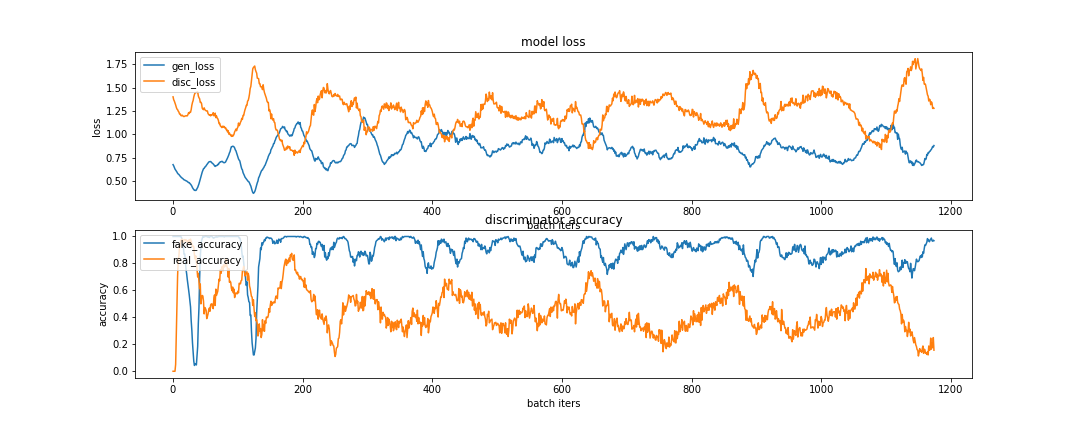 model loss
gen_loss
disc_loss
loss
1.75
1.50
1.25
1.00
0.75
0.50
0 200 400 600 800 1000 1200
batch iters
discriminator accuracy
fake_accuracy
real_accuracy
accuracy
1.0
0.8
0.6
0.4
0.2
0.0
0 200 400 600 800 1000 1200
batch iters